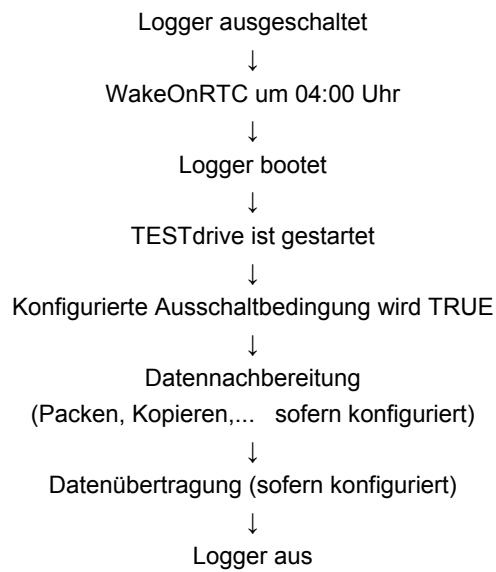 Logger ausgeschaltet
↓
WakeOnRTC um 04:00 Uhr
↓
Logger bootet
↓
TESTdrive ist gestartet
↓
Konfigurierte Ausschaltbedingung wird TRUE
↓
Datennachbereitung
(Packen, Kopieren,... sofern konfiguriert)
↓
Datenübertragung (sofern konfiguriert)
↓
Logger aus